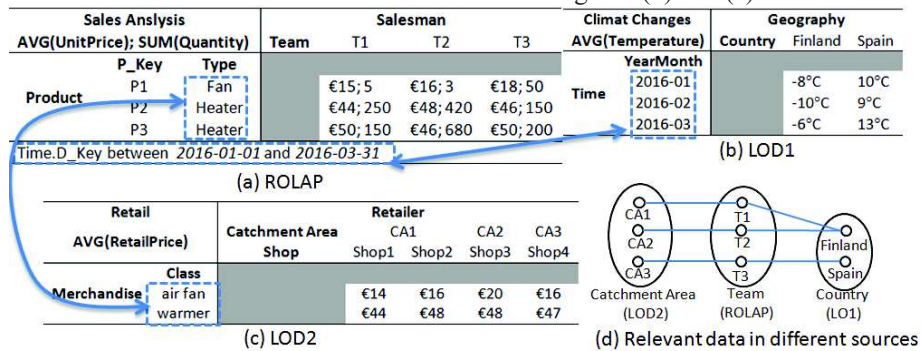 Sales Anslysis
AVG(UnitPrice); SUM(Quantity)
Salesman
Team T1 T2 T3
P_Key Type
Product
P1 Fan €15; 5 €16; 3 €18; 50
P2 Heater €44; 250 €48; 420 €46; 150
P3 Heater €50; 150 €46; 680 €50; 200
Time.D_Key between 2016-01-01 and 2016-03-31
(a) ROLAP
Climat Changes
AVG(Temperature)
Geography
Country Finland Spain
YearMonth
Time
2016-01 -8°C 10°C
2016-02 -10°C 9°C
2016-03 -6°C 13°C
(b) LOD1
Retail
AVG(RetailPrice)
Retailer
Catchment Area CA1 CA2 CA3
Shop Shop1 Shop2 Shop3 Shop4
Class
Merchandise
air fan €14 €16 €20 €16
warmer €44 €48 €48 €47
(c) LOD2
CA1 T1
CA2 T2 Finland
CA3 T3 Spain
Catchment Area Team Country
(LOD2) (ROLAP) (LO1)
(d) Relevant data in different sources